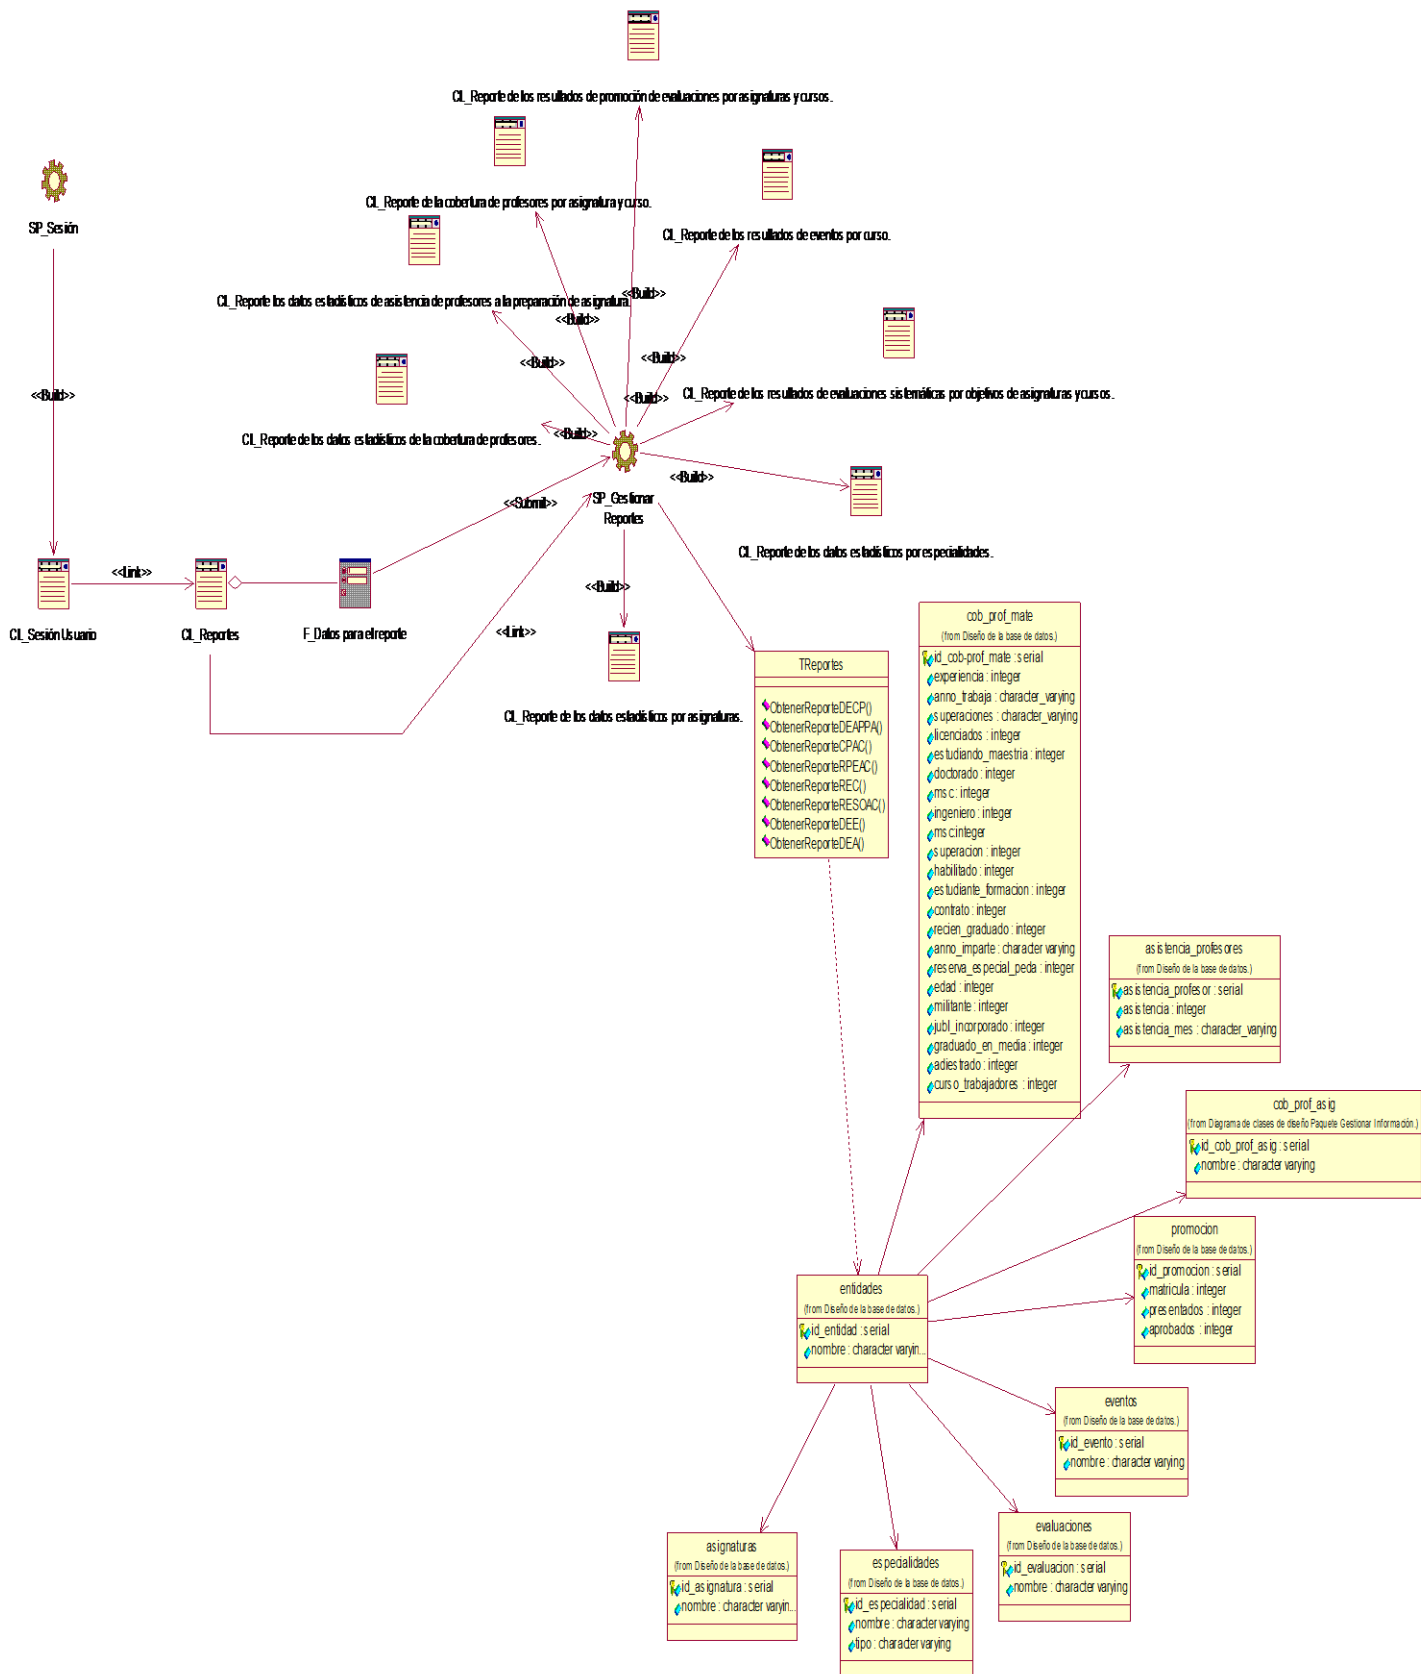 CL_Reporte de los resultados de promoción de evaluaciones por asignaturas y cursos.
SP_Sesión
CL_Reporte de la cobertura de profesores por asignatura y curso.
CL_Reporte de los resultados de eventos por curso.
CL_Reporte los datos estadísticos de asistencia de profesores a la preparación de asignatura.
<<Build>>
<<Build>>
<<Build>>
<<Build>>
<<Build>>
<<Build>>
CL_Reporte de los resultados de evaluaciones sistemáticas por objetivos de asignaturas y cursos.
CL_Reporte de los datos estadísticos de la cobertura de profesores.
<<Build>>
<<Build>>
<<Submit>>
SP_Gestionar
Reportes
CL_Reporte de los datos estadísticos por especialidades.
<<Link>>
<<Build>>
CL_Sesión Usuario
CL_Reportes
F_Datos para el reporte
<<Link>>
CL_Reporte de los datos estadísticos por asignaturas.
TReportes
ObtenerReporteDECP()
ObtenerReporteDEAPPA()
ObtenerReporteCPAC()
ObtenerReporteRPEAC()
ObtenerReporteREC()
ObtenerReporteRESOAC()
ObtenerReporteDEE()
ObtenerReporteDEA()
cob_prof_mate
(from Diseño de la base de datos.)
id_cob-prof_mate : serial
experiencia : integer
anno_trabaja : character_varying
superaciones : character_varying
licenciados : integer
estudiando_maestria : integer
doctorado : integer
msc : integer
ingeniero : integer
msc:integer
superacion : integer
habilitado : integer
estudiante_formacion : integer
contrato : integer
recien_graduado : integer
anno_imparte : character varying
reserva_especial_peda : integer
edad : integer
militante : integer
jubl_incorporado : integer
graduado_en_media : integer
adiestrado : integer
curso_trabajadores : integer
asistencia_profesores
(from Diseño de la base de datos.)
asistencia_profesor : serial
asistencia : integer
asistencia_mes : character_varying
cob_prof_asig
(from Diagrama de clases de diseño Paquete Gestionar Información.)
id_cob_prof_asig : serial
nombre : character varying
promocion
(from Diseño de la base de datos.)
id_promocion : serial
matricula : integer
presentados : integer
aprobados : integer
entidades
(from Diseño de la base de datos.)
id_entidad : serial
nombre : character varyin...
eventos
(from Diseño de la base de datos.)
id_evento : serial
nombre : character varying
evaluaciones
(from Diseño de la base de datos.)
id_evaluacion : serial
nombre : character varying
asignaturas
(from Diseño de la base de datos.)
id_asignatura : serial
nombre : character varyin...
especialidades
(from Diseño de la base de datos.)
id_especialidad : serial
nombre : character varying
tipo : character varying